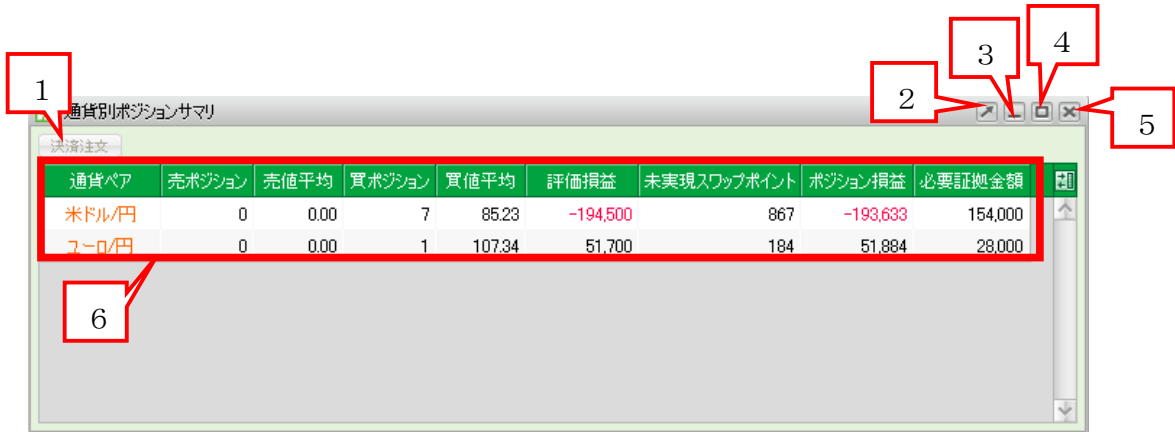 3
4
1
2
5
通貨別ポジションサマリ
決済注文
通貨ペア 売ポジション 売値平均 買ポジション 買値平均 評価損益 未実現スワップポイント ポジション損益 必要証拠金額
米ドル/円 0 0.00 7 85.23 -194,500 867 -193,633 154,000
ユーロ/円 0 0.00 1 107.34 51,700 184 51,884 28,000
6